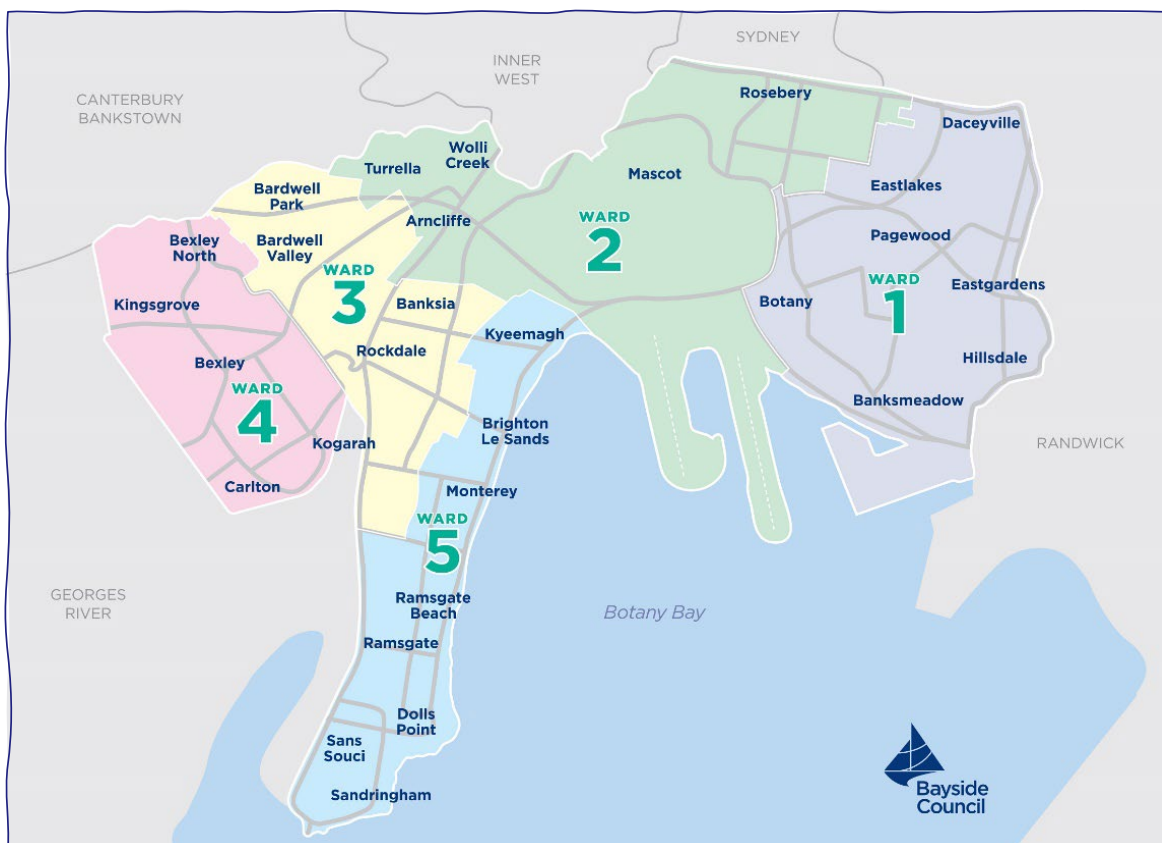 SYDNEY
INNER
WEST
CANTERBURY
BANKSTOWN
Rosebery
Daceyville
Wolli
Creek
Turrella
Mascot
Eastlakes
Bardwell
Park
Arncliffe
Pagewood
Bexley
North
Bardwell
Valley
WARD
2
WARD
3
WARD
1
Eastgardens
Kingsgrove
Banksia
Botany
Kyeemagh
Rockdale
Hillsdale
Bexley
WARD
4
Banksmeadow
Brighton
Le Sands
Kogarah
RANDWICK
Carlton
Monterey
WARD
5
GEORGES
RIVER
Ramsgate
Beach
Botany Bay
Ramsgate
Dolls
Point
Sans
Souci
Sandringham
Bayside
Council